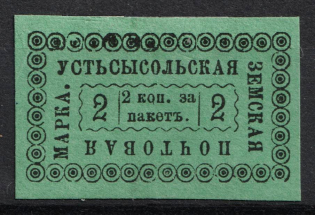 УСТЬСЫСОЛЬСКАЯ
ЗЕМСКАЯ
ПОЧТОВАЯ
МАРКА.
2
2 коп. за
пакетъ.
2